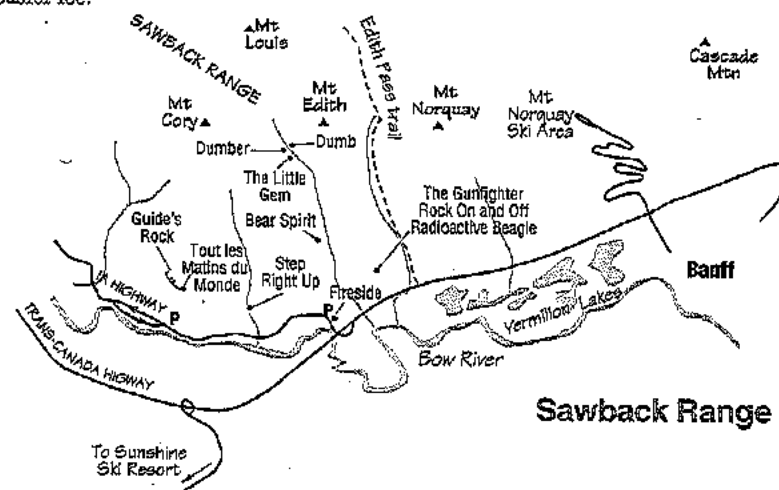 SAWBACK RANGE
Mt
Louis
Edith Pass trail
Cascade
Mtn
Mt
Cory
Mt
Edith
Mt
Norquay
Mt
Norquay
Ski Area
Dumber
Dumb
The Little
Gem
Guide's
Rock
Bear Spirit
The Gunfighter
Rock On and Off
Radioactive Beagle
Tout les
Matins du
Monde
Step
Right Up
Banff
1A HIGHWAY
P
P
Fireside
Vermilion Lakes
TRANS-CANADA HIGWAY
Bow River
Sawback Range
To Sunshine
Ski Resort